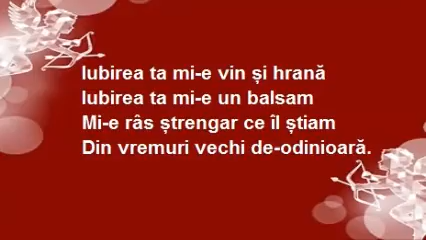 Iubirea ta mi-e vin și hrană
Iubirea ta mi-e un balsam
Mi-e râs ștrengar ce îl știam
Din vremuri vechi de-odinioară.